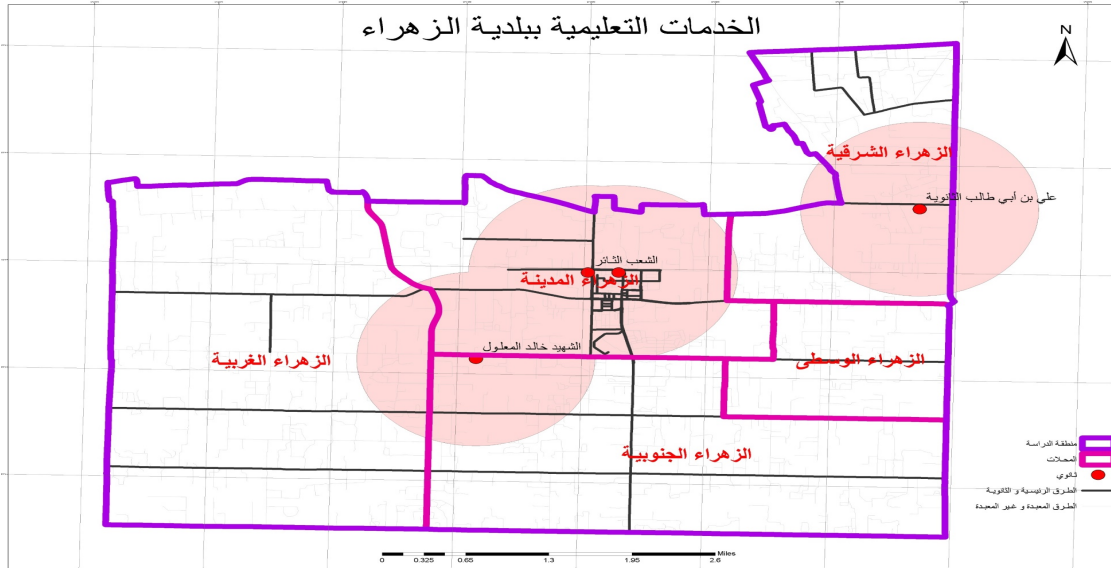 الخدمات التعليمية ببلدية الزهراء
N
الزهراء الشرقية
علي بن أبي طالب الثانوية
الشعب الثائر
الزهراء المدينة
الشهيد خالد المعلول
الزهراء الغربية
الزهراء الوسطى
الزهراء الجنوبية
منطقة الدراسة
المحلات
ثانوي
الطرق الرئيسية و الثانوية
الطرق المعبدة و غير المعبدة
Miles
0 0.325 0.65 1.3 1.95 2.6